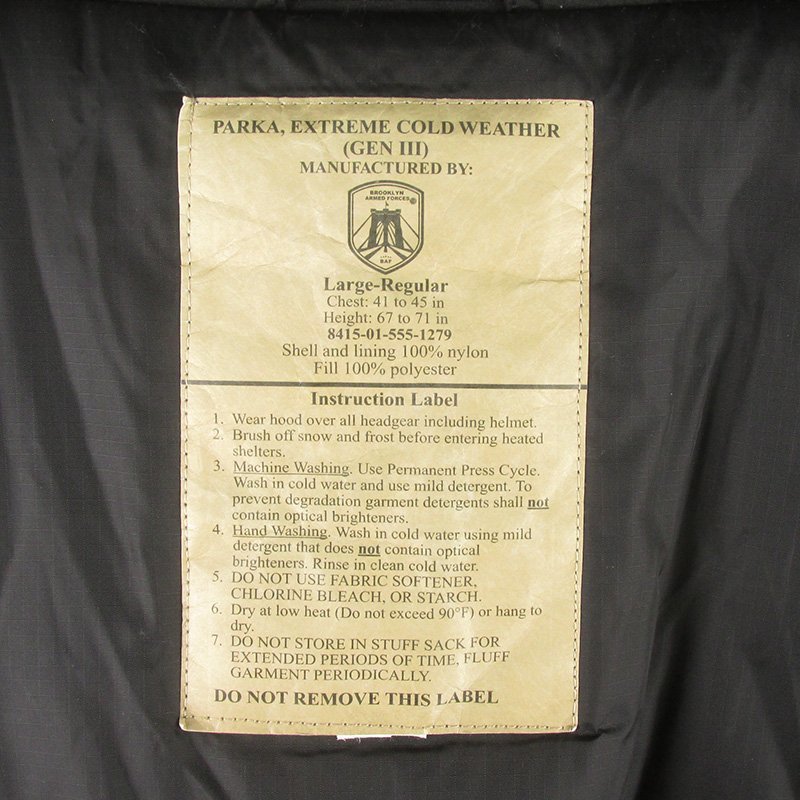 PARKA, EXTREME COLD WEATHER
(GEN III)
MANUFACTURED BY:
BROOKLYN
ARMED FORCES
BAF
Large-Regular
Chest: 41 to 45 in
Height: 67 to 71 in
8415-01-555-1279
Shell and lining 100% nylon
Fill 100% polyester
Instruction Label
1. Wear hood over all headgear including helmet.
2. Brush off snow and frost before entering heated
shelters.
3. Machine Washing. Use Permanent Press Cycle.
Wash in cold water and use mild detergent. To
prevent degradation garment detergents shall not
contain optical brighteners.
4. Hand Washing. Wash in cold water using mild
detergent that does not contain optical
brighteners. Rinse in clean cold water.
5. DO NOT USE FABRIC SOFTENER,
CHLORINE BLEACH, OR STARCH.
6. Dry at low heat (Do not exceed 90°F) or hang to
dry.
7. DO NOT STORE IN STUFF SACK FOR
EXTENDED PERIODS OF TIME, FLUFF
GARMENT PERIODICALLY.
DO NOT REMOVE THIS LABEL